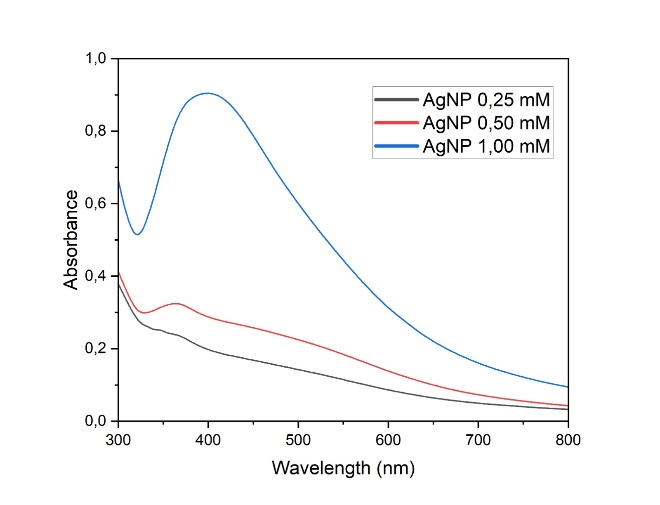 1,0
0,8
0,6
0,4
0,2
0,0
Absorbance
AgNP 0,25 mM
AgNP 0,50 mM
AgNP 1,00 mM
300 400 500 600 700 800
Wavelength (nm)